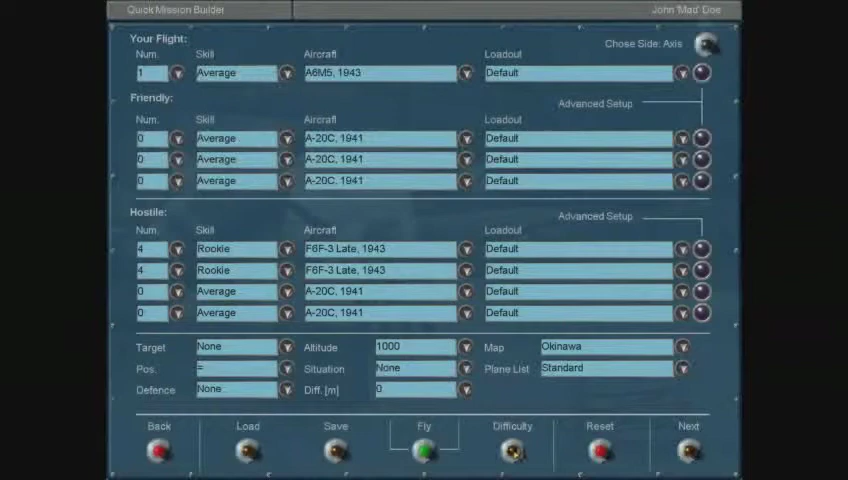 Quick Mission Builder John 'Mad' Doe
Your Flight: Chose Side: Axis
Num. Skill Aircraft Loadout
1 Average A6M5, 1943 Default
Friendly: Advanced Setup
Num. Skill Aircraft Loadout
0 Average A-20C, 1941 Default
0 Average A-20C, 1941 Default
0 Average A-20C, 1941 Default
Hostile: Advanced Setup
Num. Skill Aircraft Loadout
4 Rookie F6F-3 Late, 1943 Default
4 Rookie F6F-3 Late, 1943 Default
0 Average A-20C, 1941 Default
0 Average A-20C, 1941 Default
Target None Altitude 1000 Map Okinawa
Pos. = Situation None Plane List Standard
Defence None Diff. [m] 0
Back Load Save Fly Difficulty Reset Next